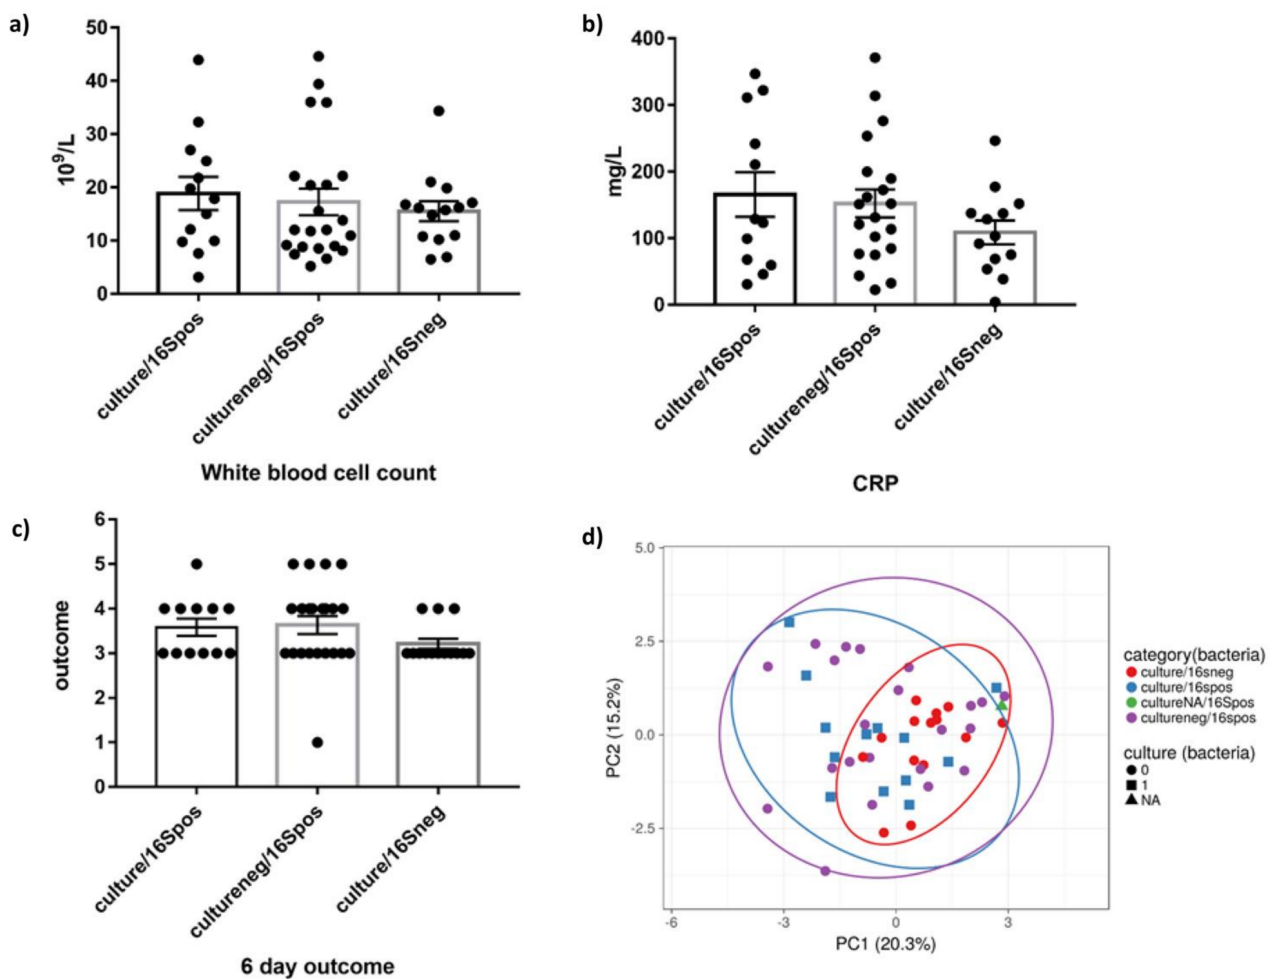 a)
50
40
30
20
10
0
10⁹/L
culture/16Spos
cultureneg/16Spos
culture/16Sneg
White blood cell count
b)
400
300
200
100
0
mg/L
culture/16Spos
cultureneg/16Spos
culture/16Sneg
CRP
c)
6
5
4
3
2
1
0
outcome
culture/16Spos
cultureneg/16Spos
culture/16Sneg
6 day outcome
d)
5.0
2.5
0.0
-2.5
PC2 (15.2%)
-6
-3
0
3
PC1 (20.3%)
category(bacteria)
culture/16sneg
culture/16spos
cultureNA/16Spos
cultureneg/16spos
culture (bacteria)
0
1
NA